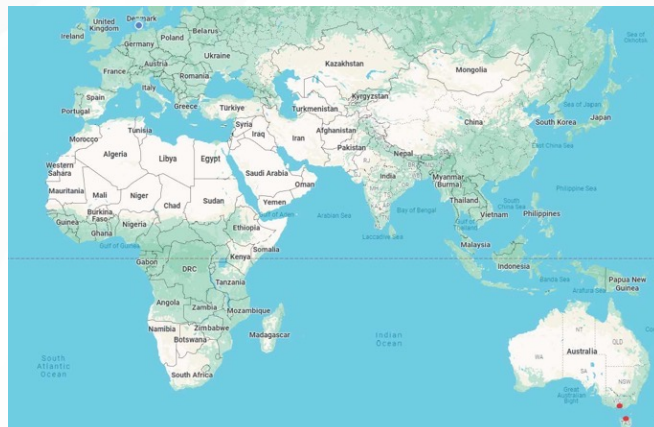 United
Kingdom
Denmark
Ireland
Poland
Belarus
Germany
Ukraine
Austria
France
Romania
Italy
Spain
Portugal
Greece
Türkiye
Kazakhstan
Mongolia
Sea of
Okhotsk
Kyrgyzstan
Turkmenistan
Sea of Japan
Japan
South Korea
China
East China Sea
Tunisia
Morocco
Syria
Iraq
Iran
Afghanistan
Pakistan
Nepal
Algeria
Libya
Egypt
Western
Sahara
Saudi Arabia
Oman
RJ
India
Myanmar
(Burma)
Mauritania
Mali
Niger
Chad
Sudan
Yemen
Gulf of Aden
Arabian Sea
Bay of Bengal
Thailand
Vietnam
South
China Sea
Philippine Sea
Philippines
Gulf of
Thailand
Laccadive Sea
Burkina
Faso
Guinea
Ghana
Nigeria
Gulf of Guinea
Ethiopia
Somalia
Kenya
Malaysia
Gabon
DRC
Tanzania
Indonesia
Banda Sea
Arafura Sea
Papua New
Guinea
Angola
Zambia
Mozambique
Namibia
Zimbabwe
Botswana
Madagascar
South Africa
South
Atlantic
Ocean
Indian
Ocean
NT
QLD
WA
Australia
SA
NSW
Great
Australian
Bight